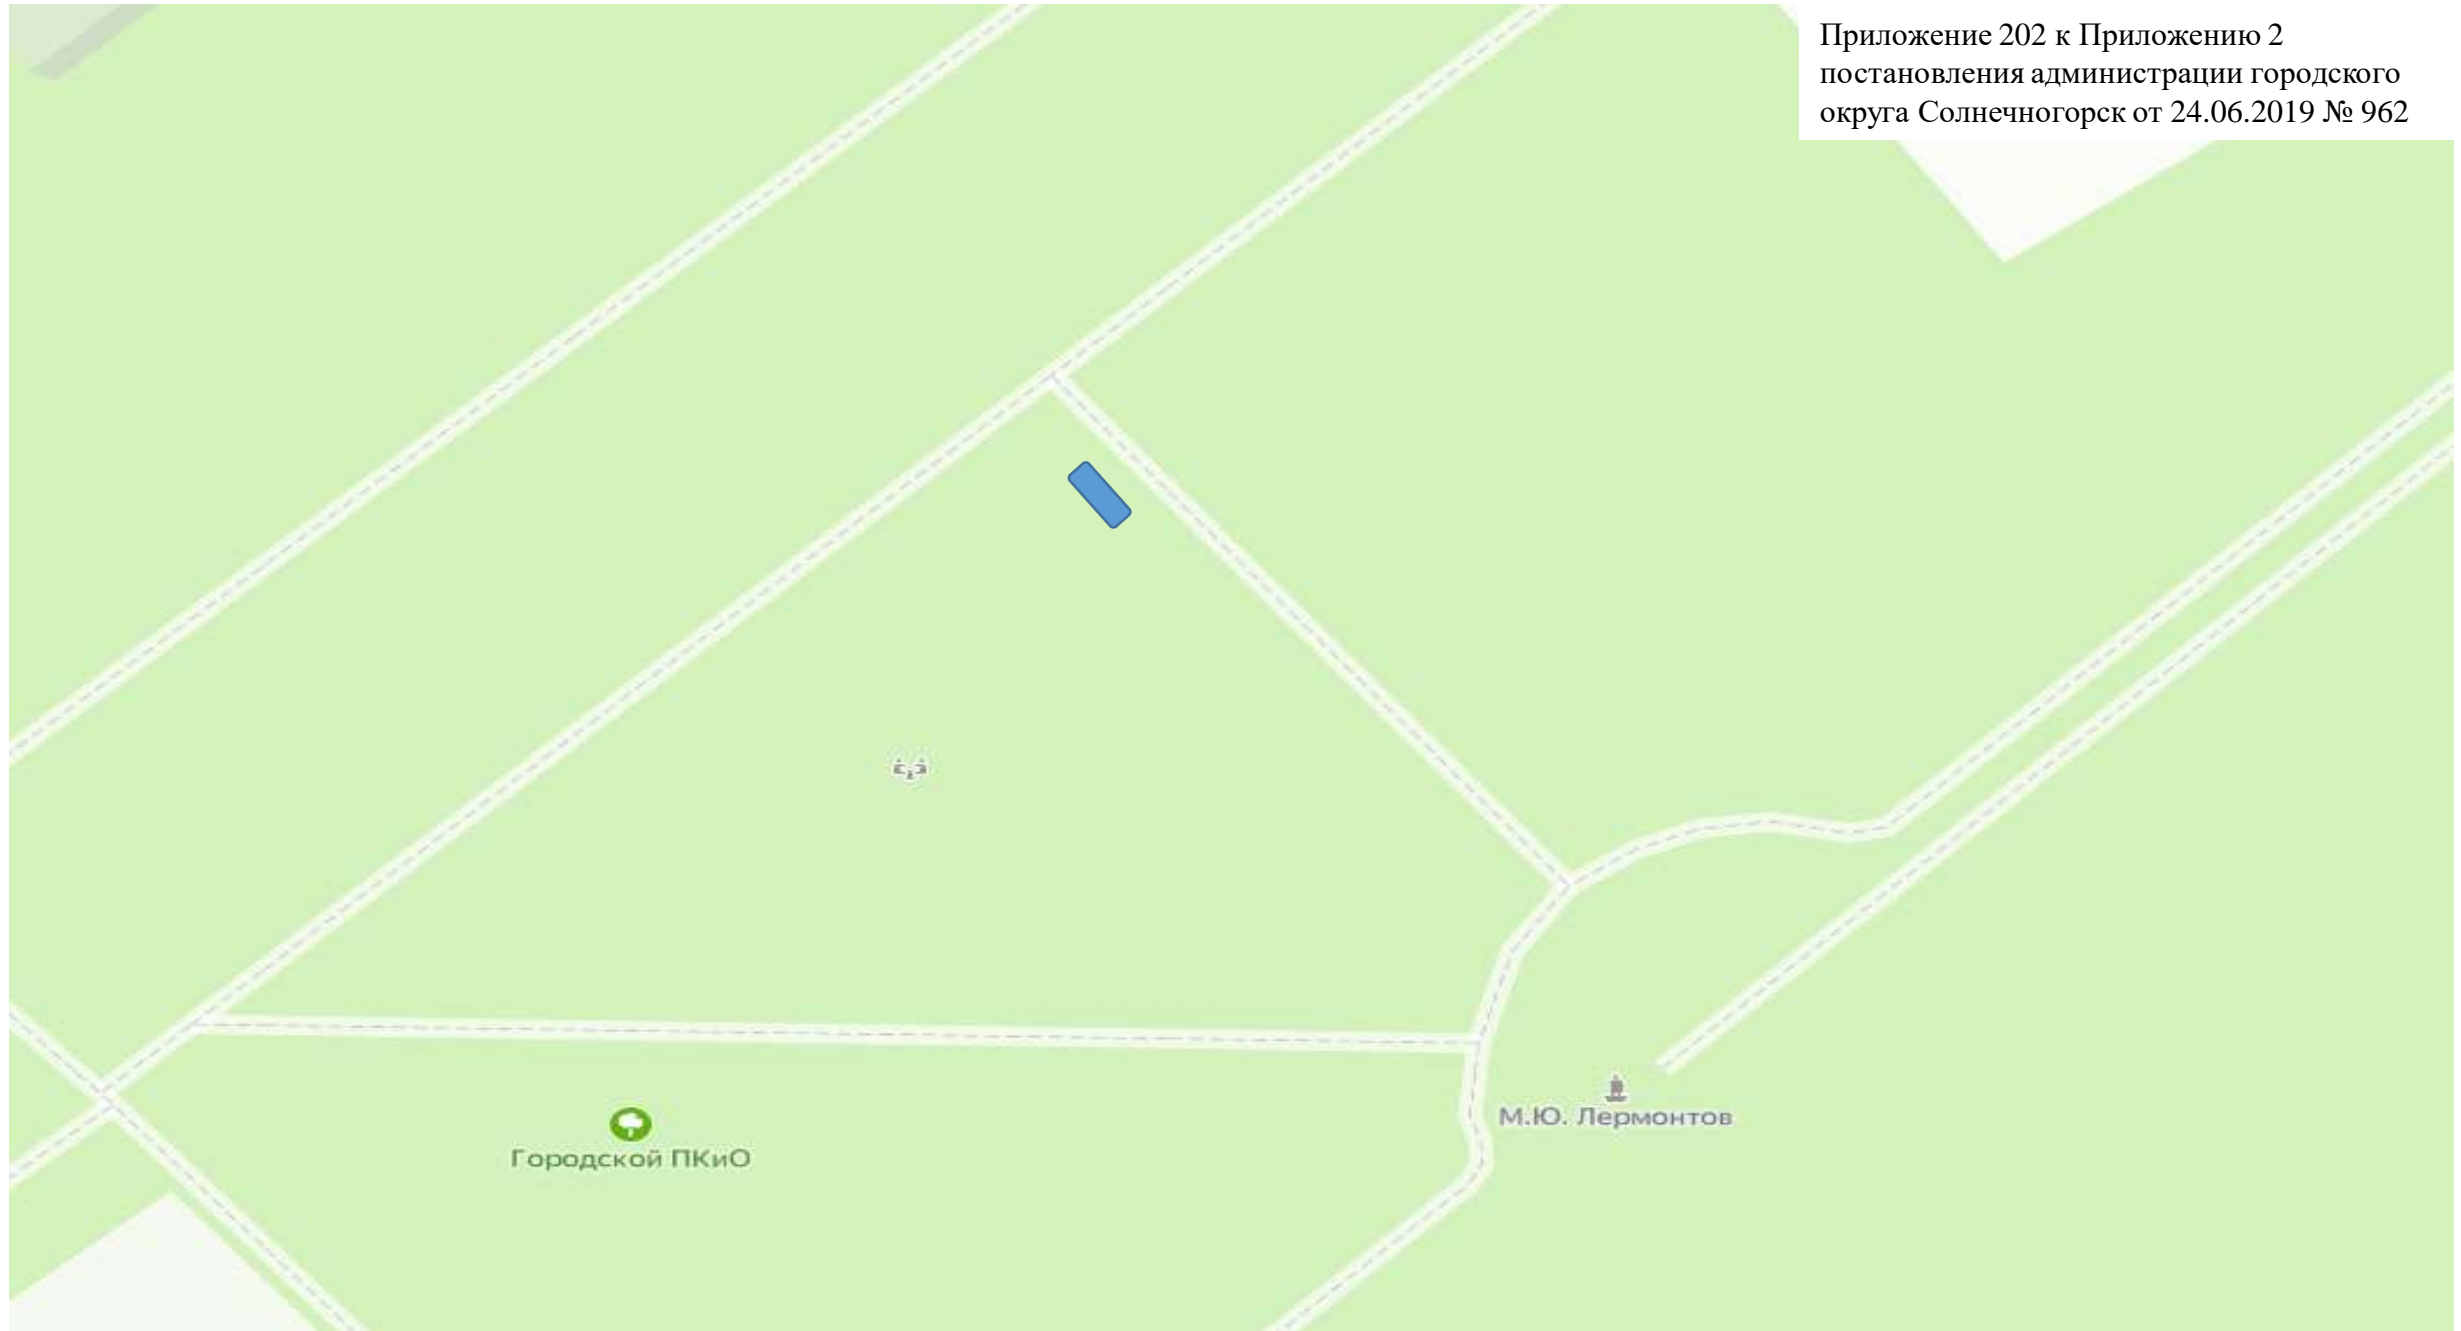 Приложение 202 к Приложению 2
постановления администрации городского
округа Солнечногорск от 24.06.2019 № 962
М.Ю. Лермонтов
Городской ПКиО